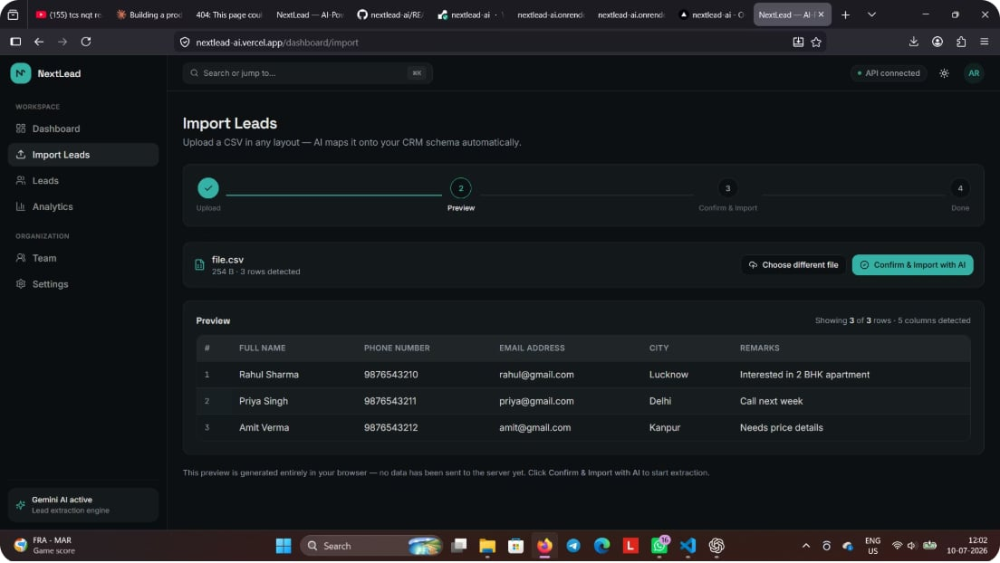 (155) tcs nqt re
Building a prod
404: This page coul
NextLead — AI-Pow
nextlead-ai/REA
nextlead-ai
nextlead-ai.onrende
nextlead-ai.onrende
nextlead-ai - O
NextLead — AI-P
nextlead-ai.vercel.app/dashboard/import
NextLead
Search or jump to...
⌘K
API connected
AR
WORKSPACE
Dashboard
Import Leads
Leads
Analytics
ORGANIZATION
Team
Settings
Import Leads
Upload a CSV in any layout — AI maps it onto your CRM schema automatically.
2 3 4
Upload Preview Confirm & Import Done
file.csv
254 B · 3 rows detected
Choose different file
Confirm & Import with AI
Preview
Showing 3 of 3 rows · 5 columns detected
# FULL NAME PHONE NUMBER EMAIL ADDRESS CITY REMARKS
1 Rahul Sharma 9876543210 rahul@gmail.com Lucknow Interested in 2 BHK apartment
2 Priya Singh 9876543211 priya@gmail.com Delhi Call next week
3 Amit Verma 9876543212 amit@gmail.com Kanpur Needs price details
This preview is generated entirely in your browser — no data has been sent to the server yet. Click Confirm & Import with AI to start extraction.
Gemini AI active
Lead extraction engine
FRA - MAR
Game score
Search
L
16
ENG
US
12:02
10-07-2026